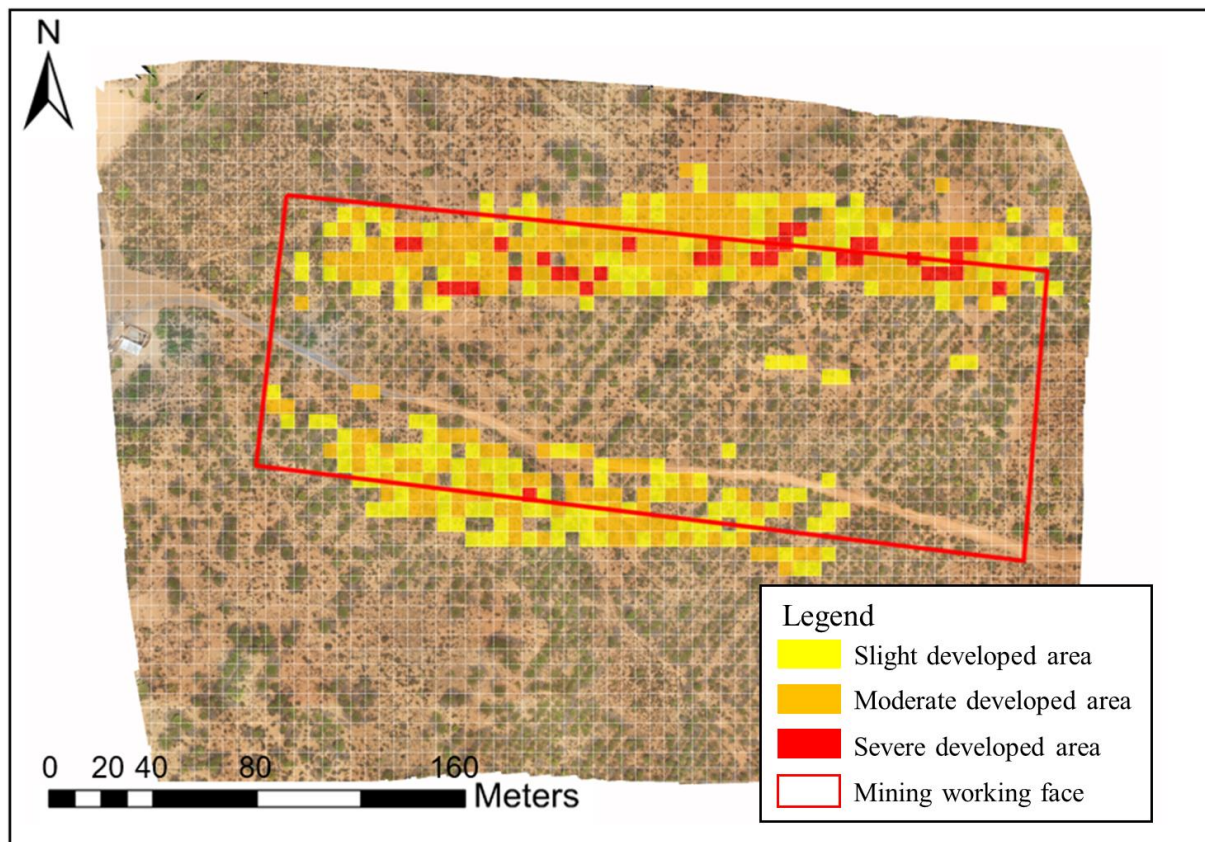 N
Legend
Slight developed area
Moderate developed area
Severe developed area
Mining working face
0 20 40 80 160
Meters